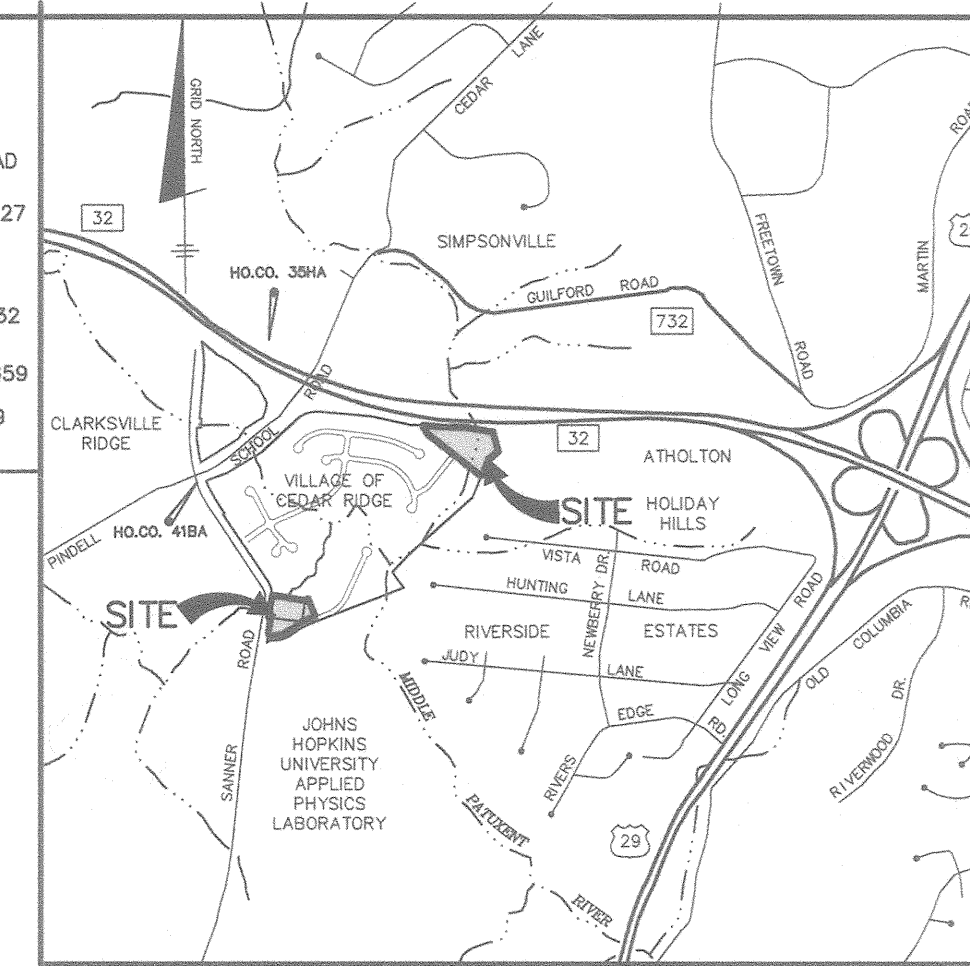 AD
27
32
359
9
GRID NORTH
CEDAR LANE
32
SIMPSONVILLE
HO.CO. 35HA
GUILFORD ROAD
732
FREETOWN ROAD
MARTIN
ROA
29
CLARKSVILLE
RIDGE
SCHOOL ROAD
VILLAGE OF
CEDAR RIDGE
32
ATHOLTON
SITE
HOLIDAY
HILLS
HO.CO. 41BA
PINDELL
VISTA ROAD
HUNTING LANE
NEWBERRY DR.
SITE
RIVERSIDE ESTATES
JUDY LANE
LONG VIEW ROAD
OLD COLUMBIA
R
EDGE RD.
RIVERS
RIVERWOOD DR.
SANNER ROAD
JOHNS
HOPKINS
UNIVERSITY
APPLIED
PHYSICS
LABORATORY
MIDDLE
PATUXENT
RIVER
29